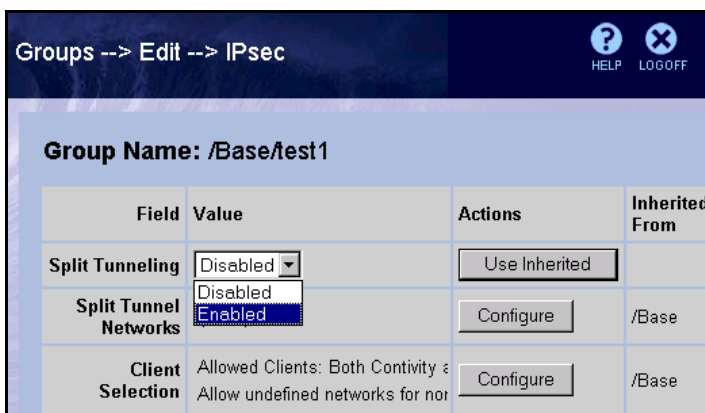 Groups --> Edit --> IPsec
HELP LOGOFF
Group Name: /Base/test1
Field Value Actions Inherited From
Split Tunneling Disabled Use Inherited
Disabled
Enabled
Split Tunnel Networks Configure /Base
Client Selection Allowed Clients: Both Contivity
Allow undefined networks for Configure /Base